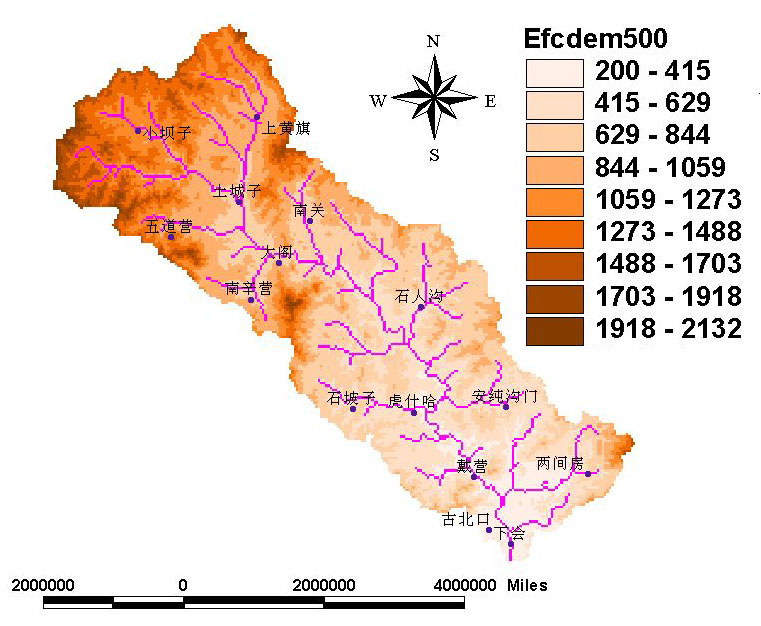 Efcdem500
200 - 415
415 - 629
629 - 844
844 - 1059
1059 - 1273
1273 - 1488
1488 - 1703
1703 - 1918
1918 - 2132
N
W E
S
小坝子
上黄旗
土城子
南关
五道营
大阁
南辛营
石人沟
石坡子
虎什哈
安纯沟门
戴营
两间房
古北口
下会
2000000 0 2000000 4000000 Miles